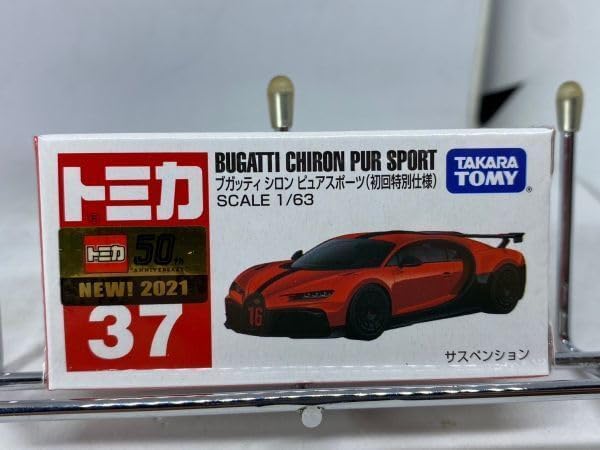 トミカ
®
トミカ 50th
ANNIVERSARY
NEW! 2021
37
BUGATTI CHIRON PUR SPORT
ブガッティ シロン ピュアスポーツ(初回特別仕様)
SCALE 1/63
TAKARA
TOMY®
16
サスペンション